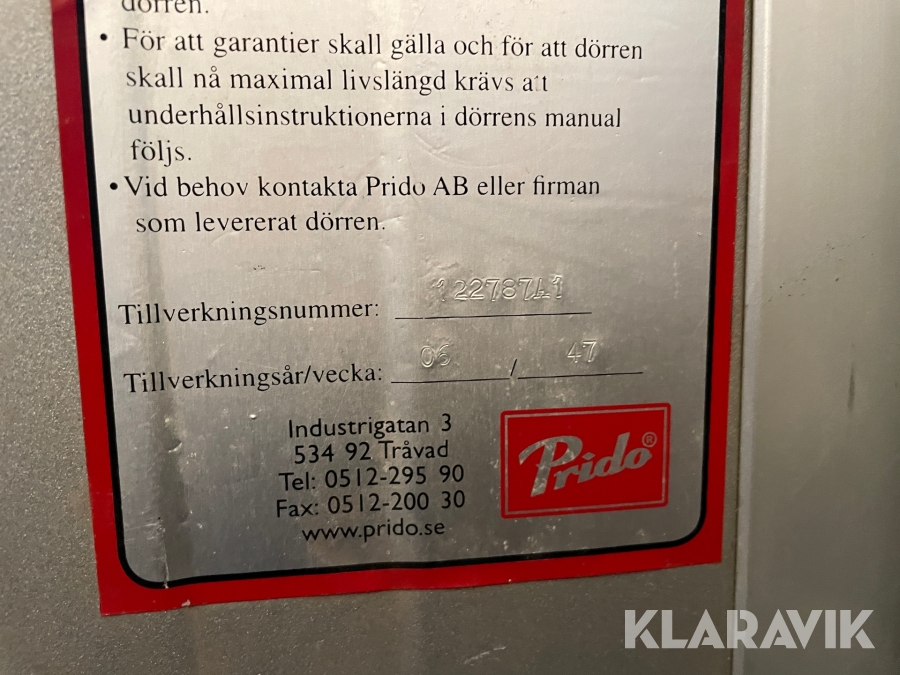 dörren.
• För att garantier skall gälla och för att dörren
skall nå maximal livslängd krävs att
underhållsinstruktionerna i dörrens manual
följs.
• Vid behov kontakta Prido AB eller firman
som levererat dörren.
Tillverkningsnummer: 122787A1
Tillverkningsår/vecka: 06 / 47
Industrigatan 3
534 92 Tråvad
Tel: 0512-295 90
Fax: 0512-200 30
www.prido.se
Prido®
KLARAVIK